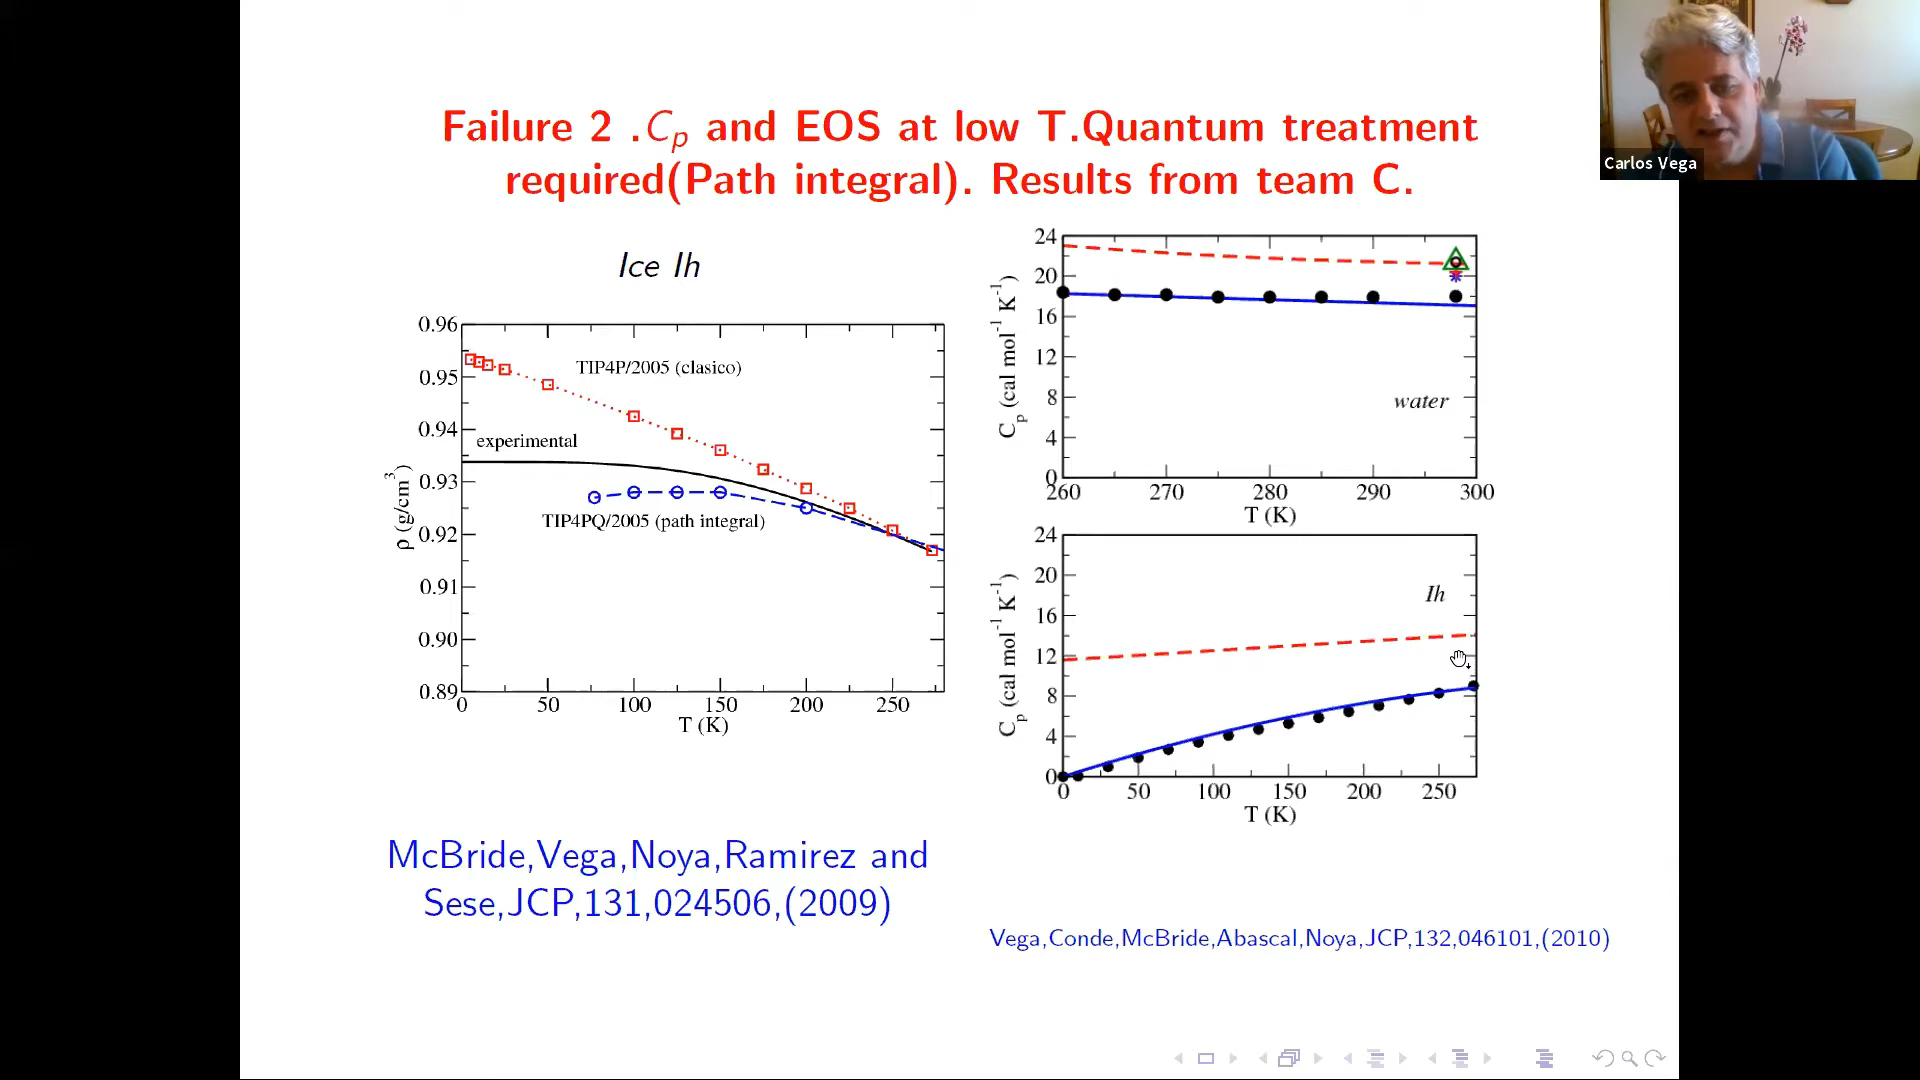 Failure 2 .Cp and EOS at low T.Quantum treatment
required(Path integral). Results from team C.
Carlos Vega
Ice Ih
0.96
0.95
0.94
0.93
0.92
0.91
0.90
0.89
ρ (g/cm3)
TIP4P/2005 (clasico)
experimental
TIP4PQ/2005 (path integral)
0 50 100 150 200 250
T (K)
24
20
16
12
8
4
0
Cp (cal mol-1 K-1)
water
260 270 280 290 300
T (K)
24
20
16
12
8
4
0
Cp (cal mol-1 K-1)
Ih
0 50 100 150 200 250
T (K)
McBride,Vega,Noya,Ramirez and
Sese,JCP,131,024506,(2009)
Vega,Conde,McBride,Abascal,Noya,JCP,132,046101,(2010)